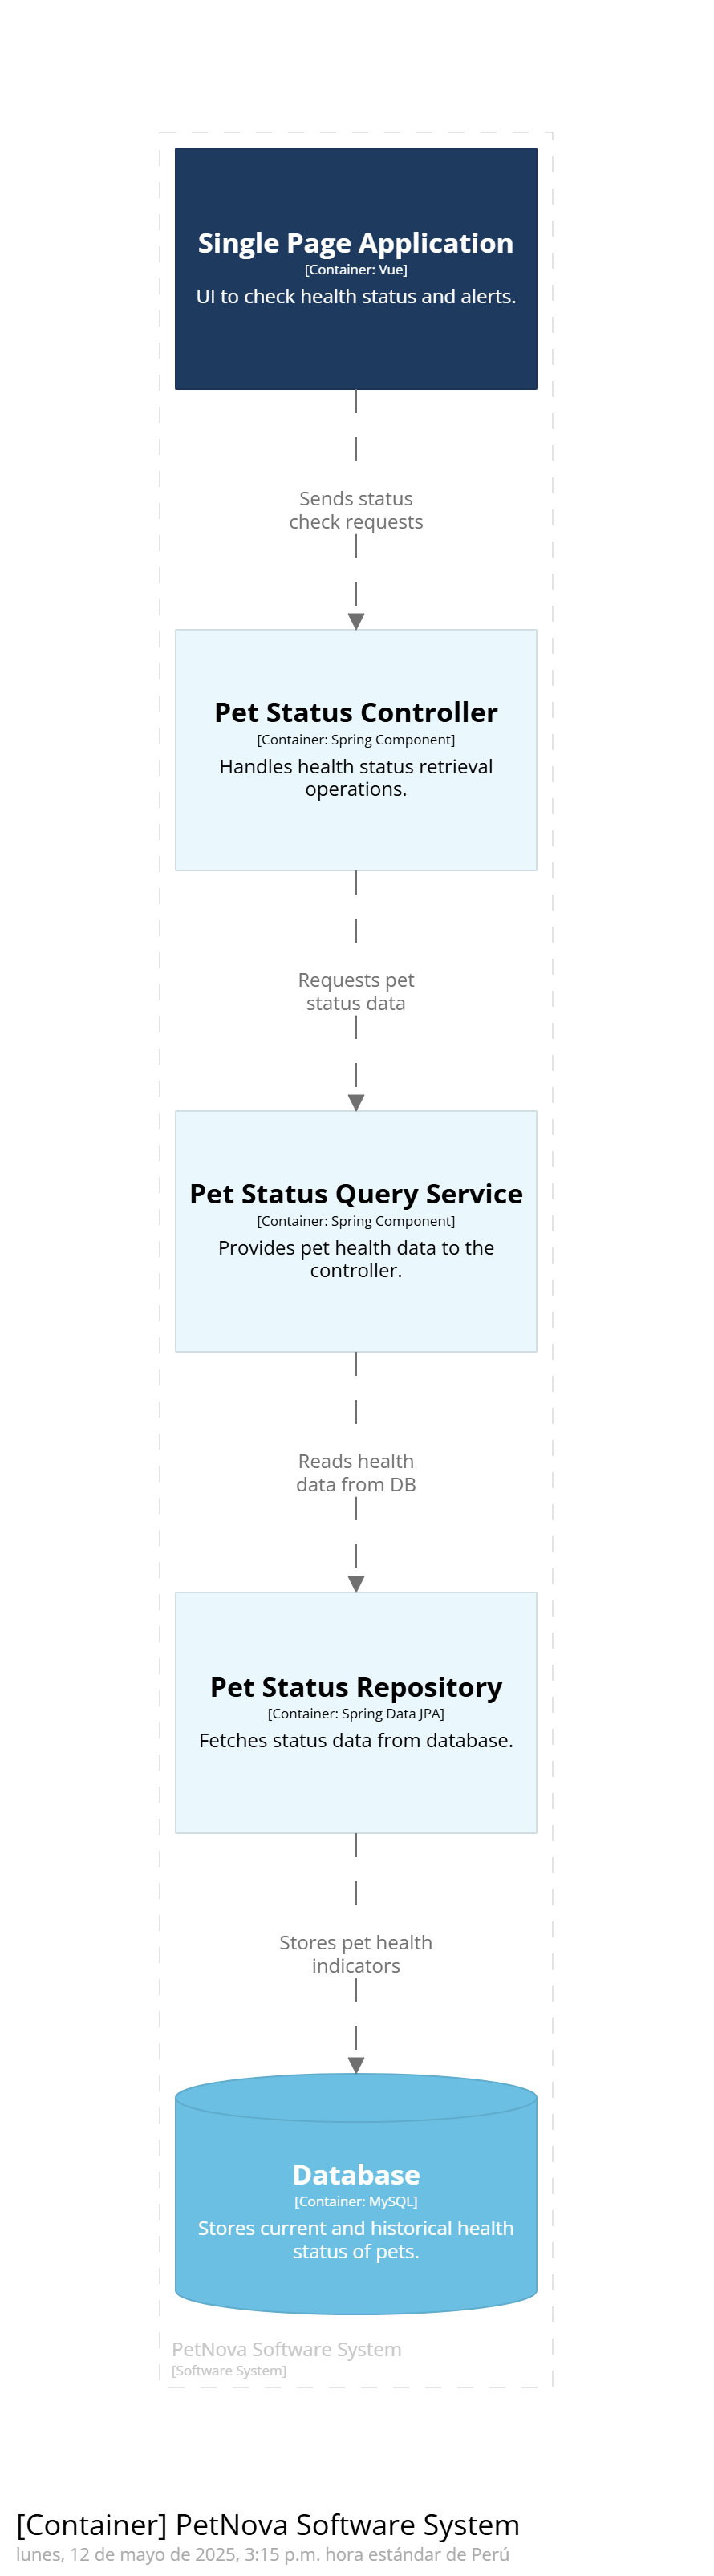 Single Page Application
[Container: Vue]
UI to check health status and alerts.
Sends status
check requests
Pet Status Controller
[Container: Spring Component]
Handles health status retrieval
operations.
Requests pet
status data
Pet Status Query Service
[Container: Spring Component]
Provides pet health data to the
controller.
Reads health
data from DB
Pet Status Repository
[Container: Spring Data JPA]
Fetches status data from database.
Stores pet health
indicators
Database
[Container: MySQL]
Stores current and historical health
status of pets.
PetNova Software System
[Software System]
[Container] PetNova Software System
lunes, 12 de mayo de 2025, 3:15 p.m. hora estándar de Perú